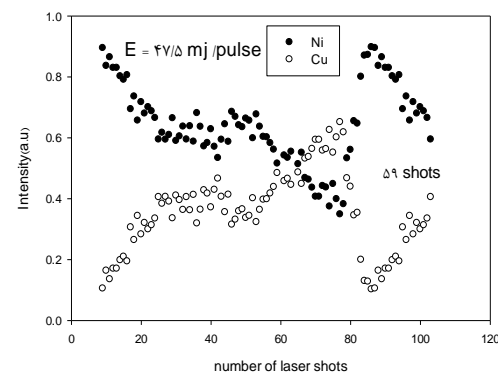 1.0
E = ۴۷/۵ mj /pulse
Ni
Cu
0.8
0.6
Intensity(a.u)
۵۹ shots
0.4
0.2
0.0
0 20 40 60 80 100 120
number of laser shots